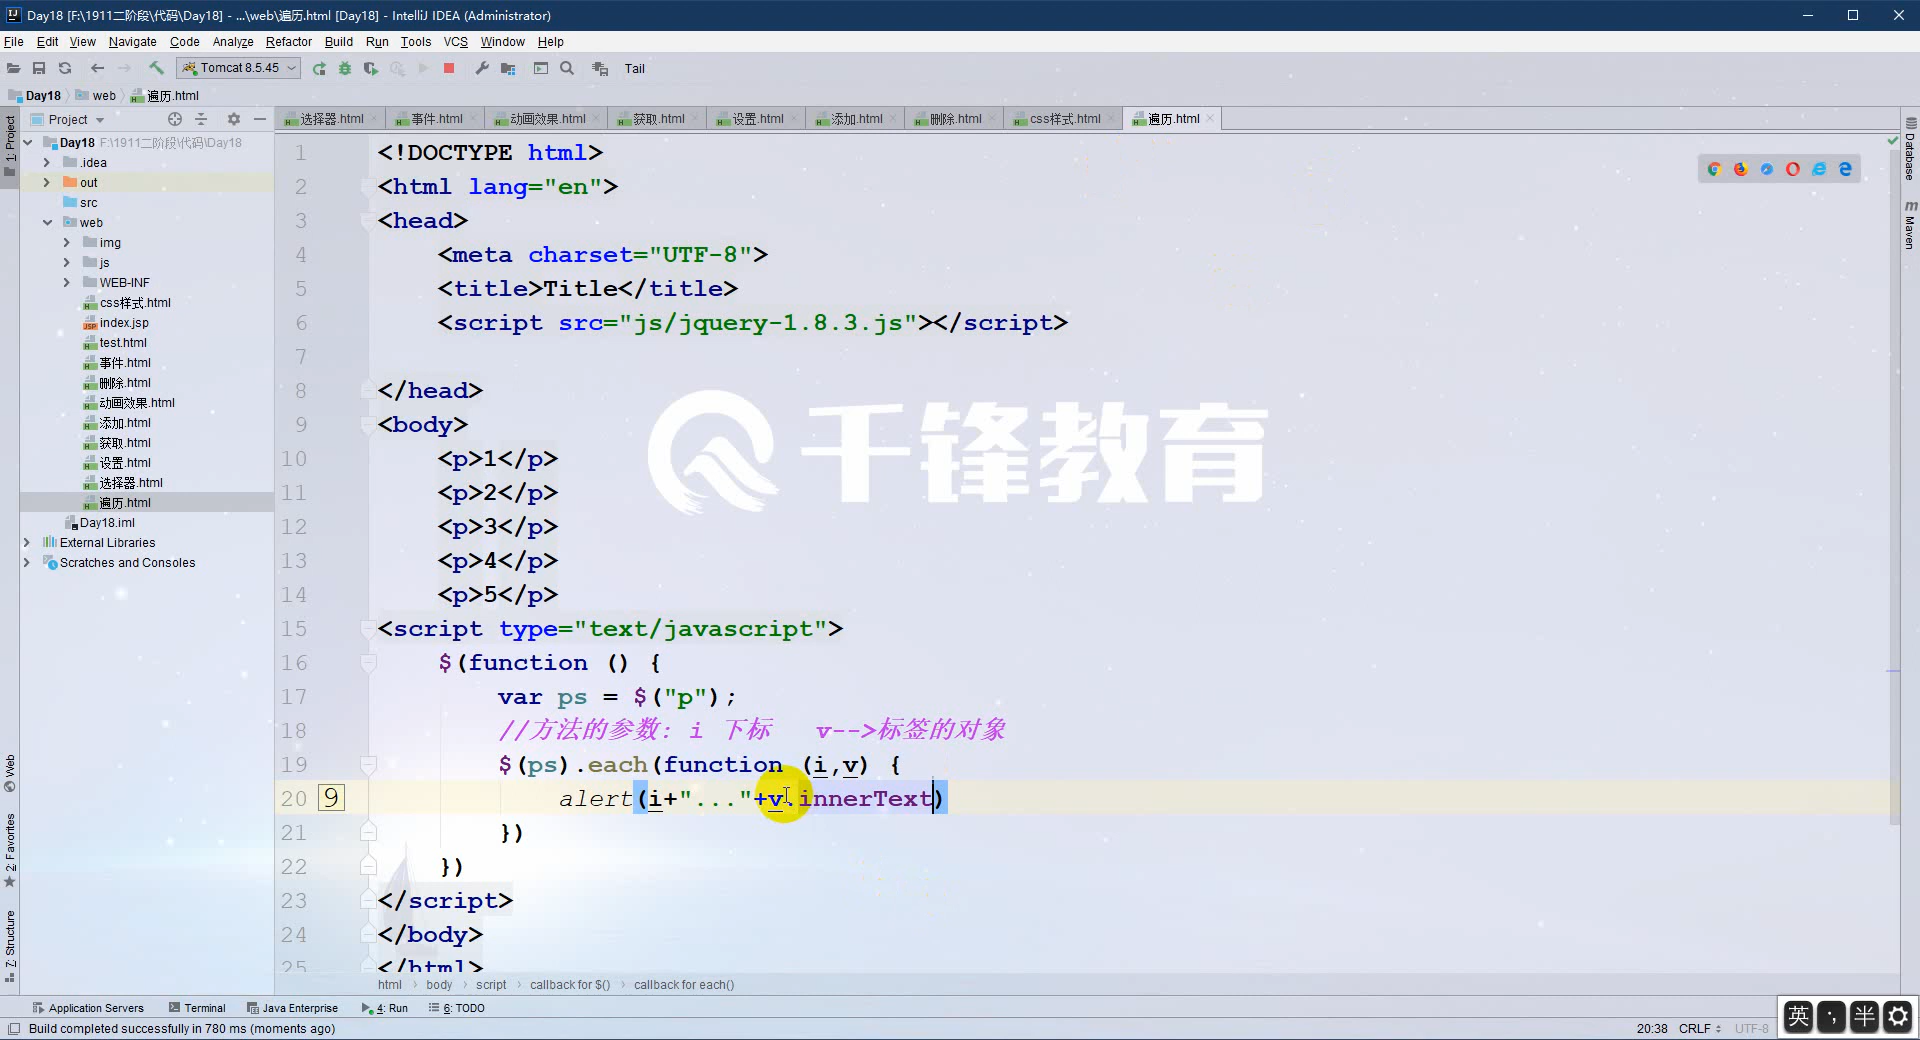 Day18 [F:\1911二阶段\代码\Day18] - ...\web\遍历.html [Day18] - IntelliJ IDEA (Administrator)
File Edit View Navigate Code Analyze Refactor Build Run Tools VCS Window Help
Tomcat 8.5.45 Tail
Day18 web 遍历.html
Project
选择器.html 事件.html 动画效果.html 获取.html 设置.html 添加.html 删除.html css样式.html 遍历.html
1: Project
Day18 F:\1911二阶段\代码\Day18
.idea
out
src
web
img
js
WEB-INF
css样式.html
index.jsp
test.html
事件.html
删除.html
动画效果.html
添加.html
获取.html
设置.html
选择器.html
遍历.html
Day18.iml
External Libraries
Scratches and Consoles
Web
2: Favorites
7: Structure
1 <!DOCTYPE html>
2 <html lang="en">
3 <head>
4 <meta charset="UTF-8">
5 <title>Title</title>
6 <script src="js/jquery-1.8.3.js"></script>
7
8 </head>
9 <body>
10 <p>1</p>
11 <p>2</p>
12 <p>3</p>
13 <p>4</p>
14 <p>5</p>
15 <script type="text/javascript">
16 $(function () {
17 var ps = $("p");
18 //方法的参数: i 下标 v-->标签的对象
19 $(ps).each(function (i,v) {
20 9 alert(i+"..."+v.innerText)
21 })
22 })
23 </script>
24 </body>
25 </html>
千锋教育
Database
m Maven
html body script callback for $() callback for each()
Application Servers Terminal Java Enterprise 4: Run 6: TODO
Build completed successfully in 780 ms (moments ago)
20:38 CRLF UTF-8
英 半